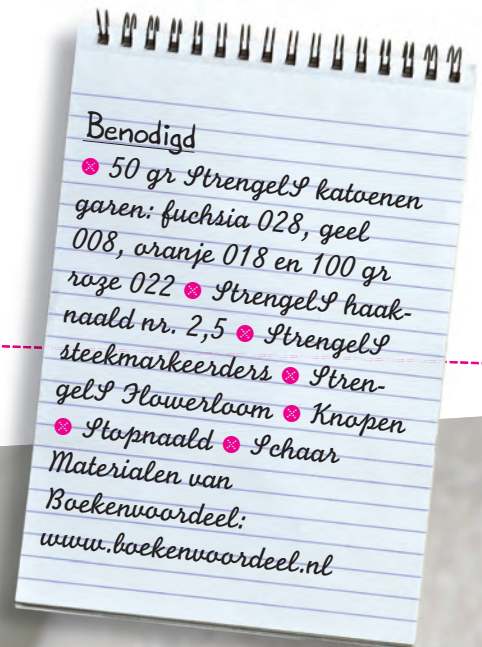 Benodigd
50 gr StrengelS katoenen
garen: fuchsia 028, geel
008, oranje 018 en 100 gr
roze 022 StrengelS haak-
naald nr. 2,5 StrengelS
steekmarkeerders Stren-
gelS Flowerloom Knopen
Stopnaald Schaar
Materialen van
Boekenvoordeel:
www.boekenvoordeel.nl